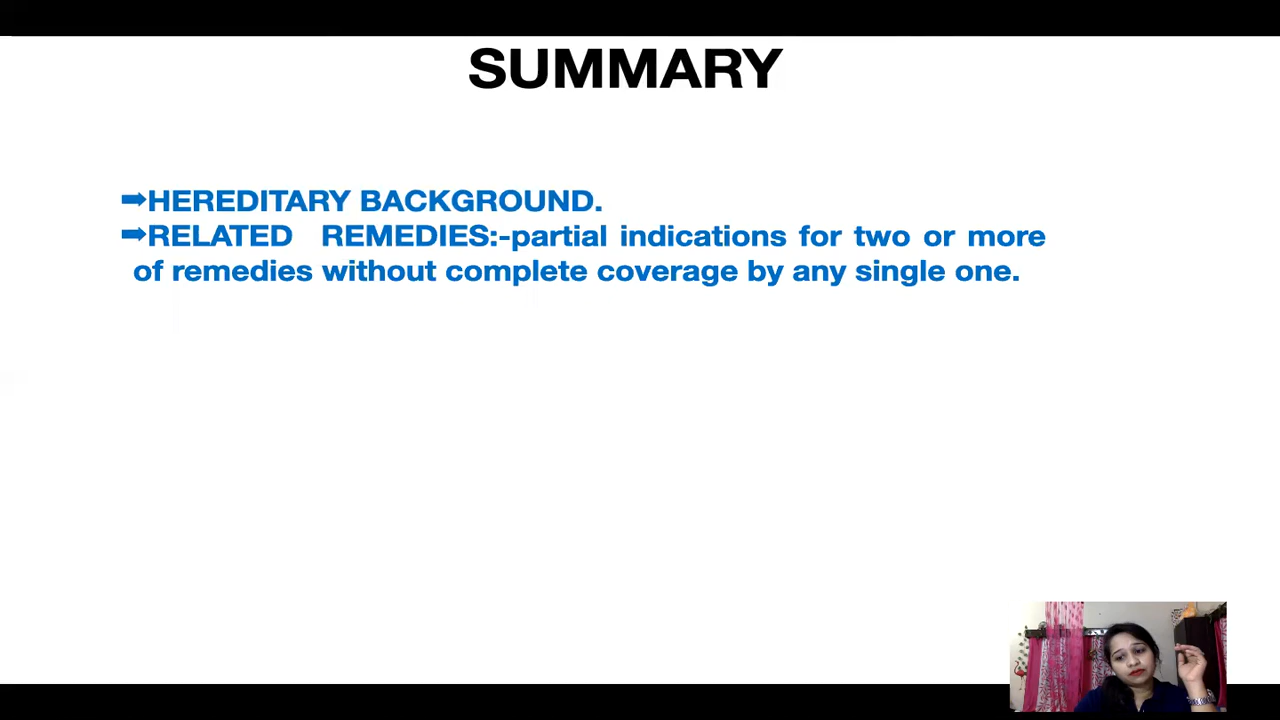 SUMMARY
➡HEREDITARY BACKGROUND.
➡RELATED REMEDIES:-partial indications for two or more
of remedies without complete coverage by any single one.